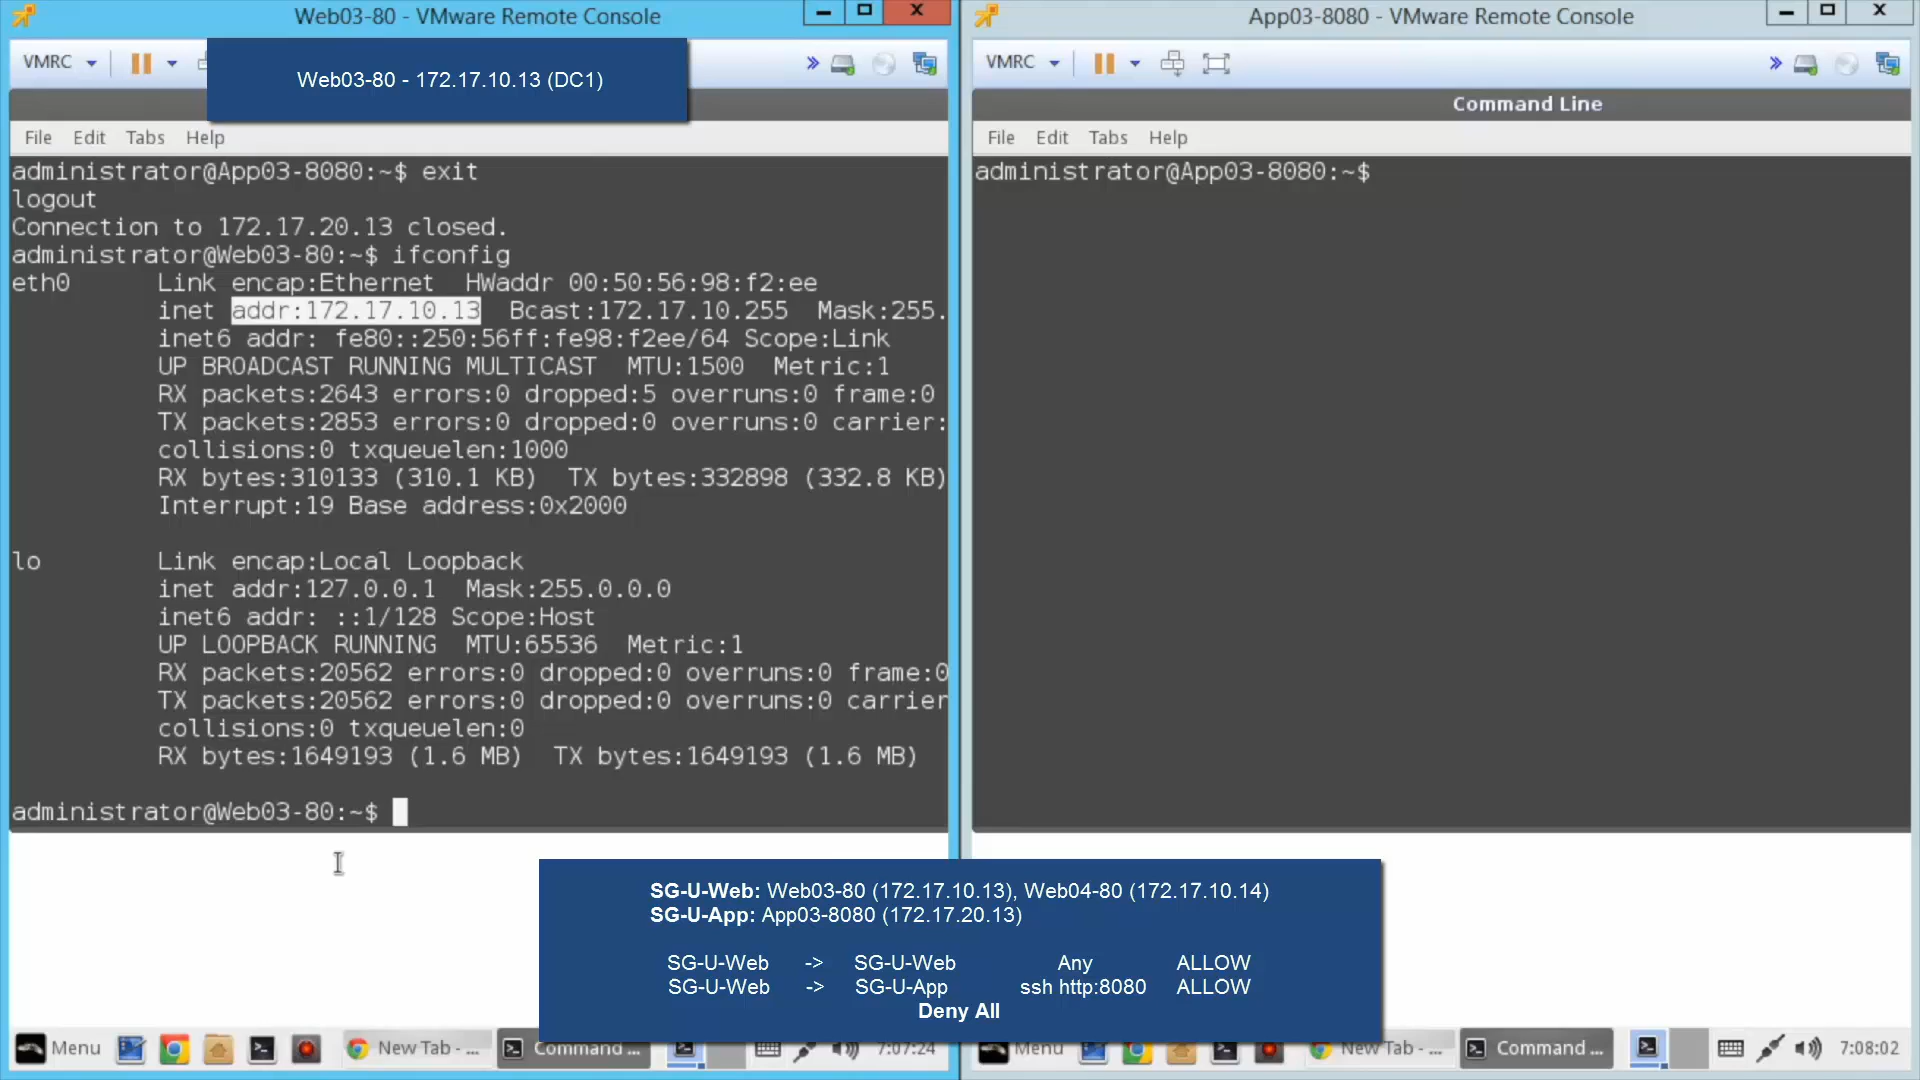 Web03-80 - VMware Remote Console
VMRC
Web03-80 - 172.17.10.13 (DC1)
File Edit Tabs Help
administrator@App03-8080:~$ exit
logout
Connection to 172.17.20.13 closed.
administrator@Web03-80:~$ ifconfig
eth0 Link encap:Ethernet HWaddr 00:50:56:98:f2:ee
inet addr:172.17.10.13 Bcast:172.17.10.255 Mask:255.
inet6 addr: fe80::250:56ff:fe98:f2ee/64 Scope:Link
UP BROADCAST RUNNING MULTICAST MTU:1500 Metric:1
RX packets:2643 errors:0 dropped:5 overruns:0 frame:0
TX packets:2853 errors:0 dropped:0 overruns:0 carrier:
collisions:0 txqueuelen:1000
RX bytes:310133 (310.1 KB) TX bytes:332898 (332.8 KB)
Interrupt:19 Base address:0x2000
lo Link encap:Local Loopback
inet addr:127.0.0.1 Mask:255.0.0.0
inet6 addr: ::1/128 Scope:Host
UP LOOPBACK RUNNING MTU:65536 Metric:1
RX packets:20562 errors:0 dropped:0 overruns:0 frame:0
TX packets:20562 errors:0 dropped:0 overruns:0 carrier
collisions:0 txqueuelen:0
RX bytes:1649193 (1.6 MB) TX bytes:1649193 (1.6 MB)
administrator@Web03-80:~$
App03-8080 - VMware Remote Console
VMRC
Command Line
File Edit Tabs Help
administrator@App03-8080:~$
SG-U-Web: Web03-80 (172.17.10.13), Web04-80 (172.17.10.14)
SG-U-App: App03-8080 (172.17.20.13)
SG-U-Web -> SG-U-Web Any ALLOW
SG-U-Web -> SG-U-App ssh http:8080 ALLOW
Deny All
Menu New Tab - ... Command ... 7:07:24
Menu New Tab - ... Command ... 7:08:02